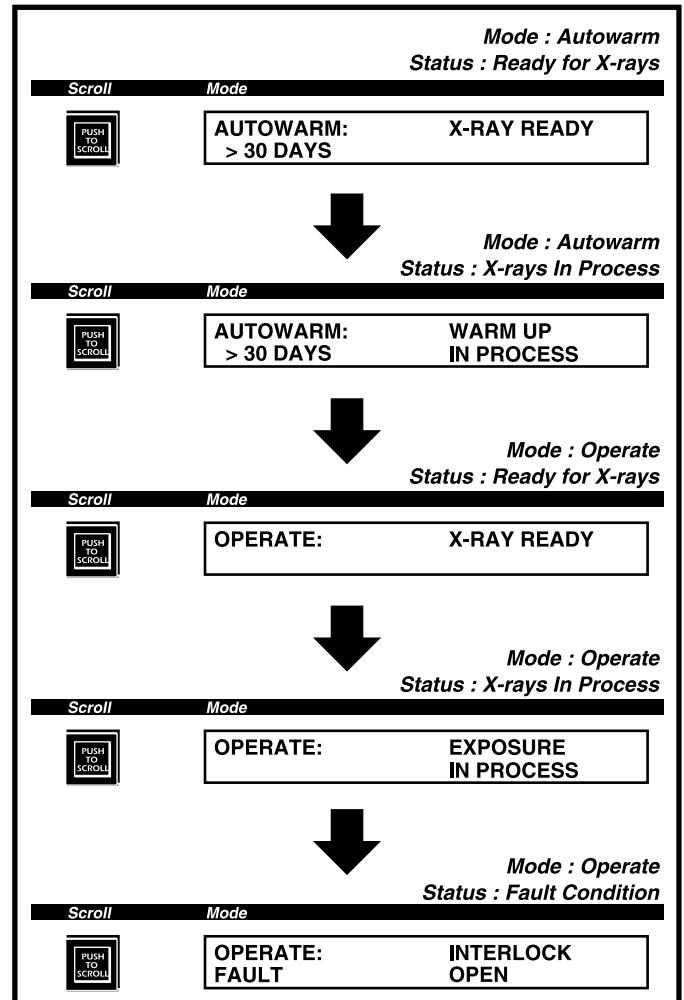 Mode : Autowarm
Status : Ready for X-rays
Scroll Mode
PUSH
TO
SCROLL
AUTOWARM: X-RAY READY
> 30 DAYS
Mode : Autowarm
Status : X-rays In Process
Scroll Mode
PUSH
TO
SCROLL
AUTOWARM: WARM UP
> 30 DAYS IN PROCESS
Mode : Operate
Status : Ready for X-rays
Scroll Mode
PUSH
TO
SCROLL
OPERATE: X-RAY READY
Mode : Operate
Status : X-rays In Process
Scroll Mode
PUSH
TO
SCROLL
OPERATE: EXPOSURE
IN PROCESS
Mode : Operate
Status : Fault Condition
Scroll Mode
PUSH
TO
SCROLL
OPERATE: INTERLOCK
FAULT OPEN